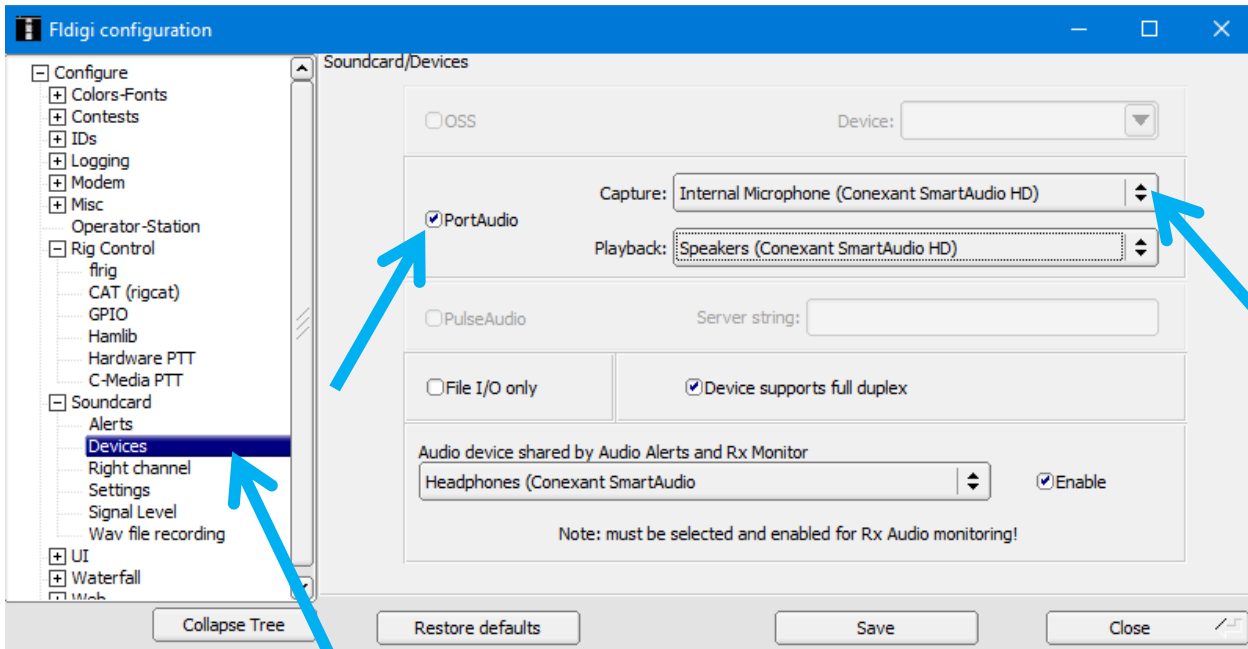 Fldigi configuration
Configure
Colors-Fonts
Contests
IDs
Logging
Modem
Misc
Operator-Station
Rig Control
flrig
CAT (rigcat)
GPIO
Hamlib
Hardware PTT
C-Media PTT
Soundcard
Alerts
Devices
Right channel
Settings
Signal Level
Wav file recording
UI
Waterfall
Web
Collapse Tree
Soundcard/Devices
OSS Device:
Capture: Internal Microphone (Conexant SmartAudio HD)
PortAudio
Playback: Speakers (Conexant SmartAudio HD)
PulseAudio Server string:
File I/O only Device supports full duplex
Audio device shared by Audio Alerts and Rx Monitor
Headphones (Conexant SmartAudio Enable
Note: must be selected and enabled for Rx Audio monitoring!
Restore defaults Save Close